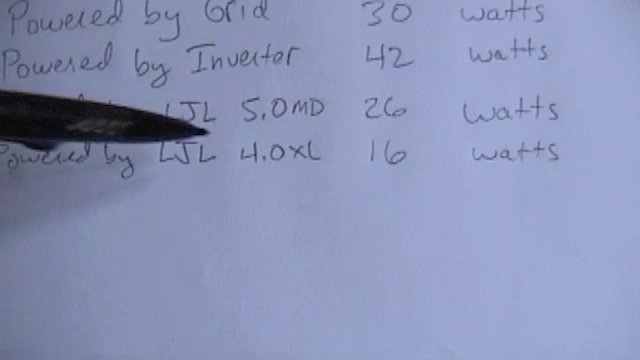 Powered by Grid 30 watts
Powered by Invertor 42 watts
LJL 5.0MD 26 watts
Powered by LJL 4.0XL 16 watts